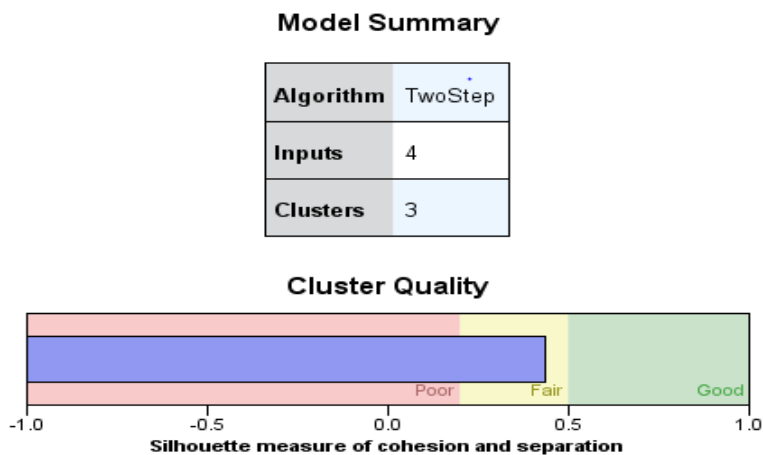 Model Summary
Algorithm TwoStep
Inputs 4
Clusters 3
Cluster Quality
Poor Fair Good
-1.0 -0.5 0.0 0.5 1.0
Silhouette measure of cohesion and separation